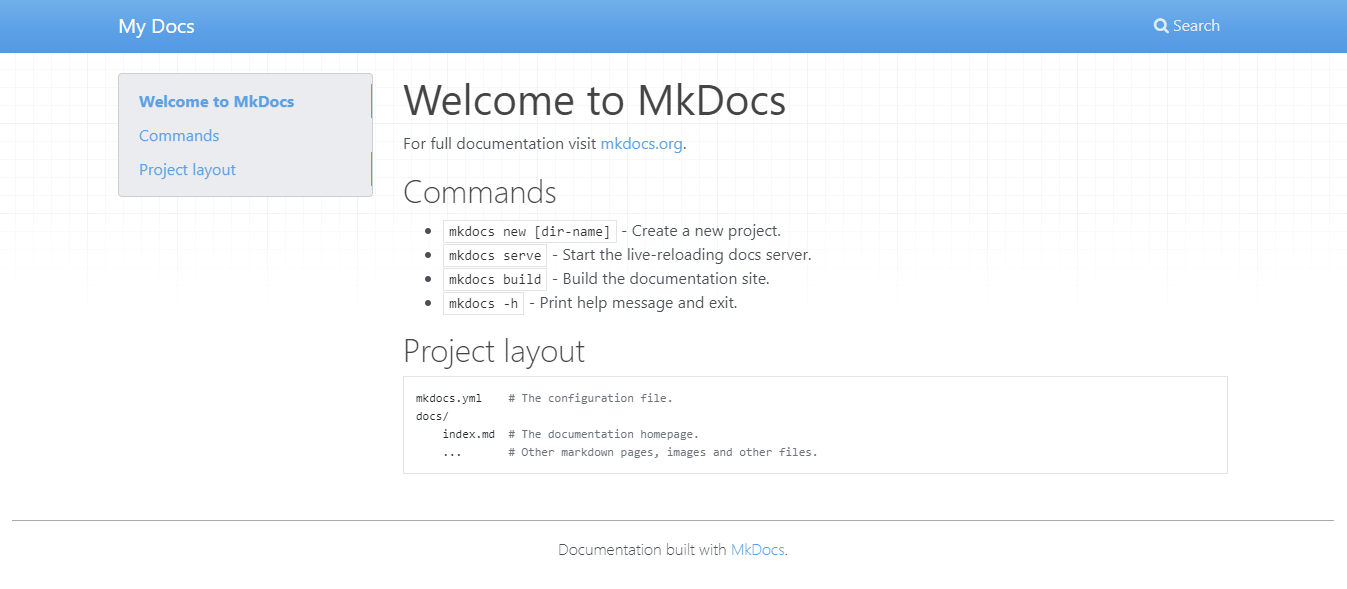 My Docs
Search
Welcome to MkDocs
Commands
Project layout
Welcome to MkDocs
For full documentation visit mkdocs.org.
Commands
mkdocs new [dir-name] - Create a new project.
mkdocs serve - Start the live-reloading docs server.
mkdocs build - Build the documentation site.
mkdocs -h - Print help message and exit.
Project layout
mkdocs.yml    # The configuration file.
docs/
    index.md  # The documentation homepage.
    ...       # Other markdown pages, images and other files.
Documentation built with MkDocs.